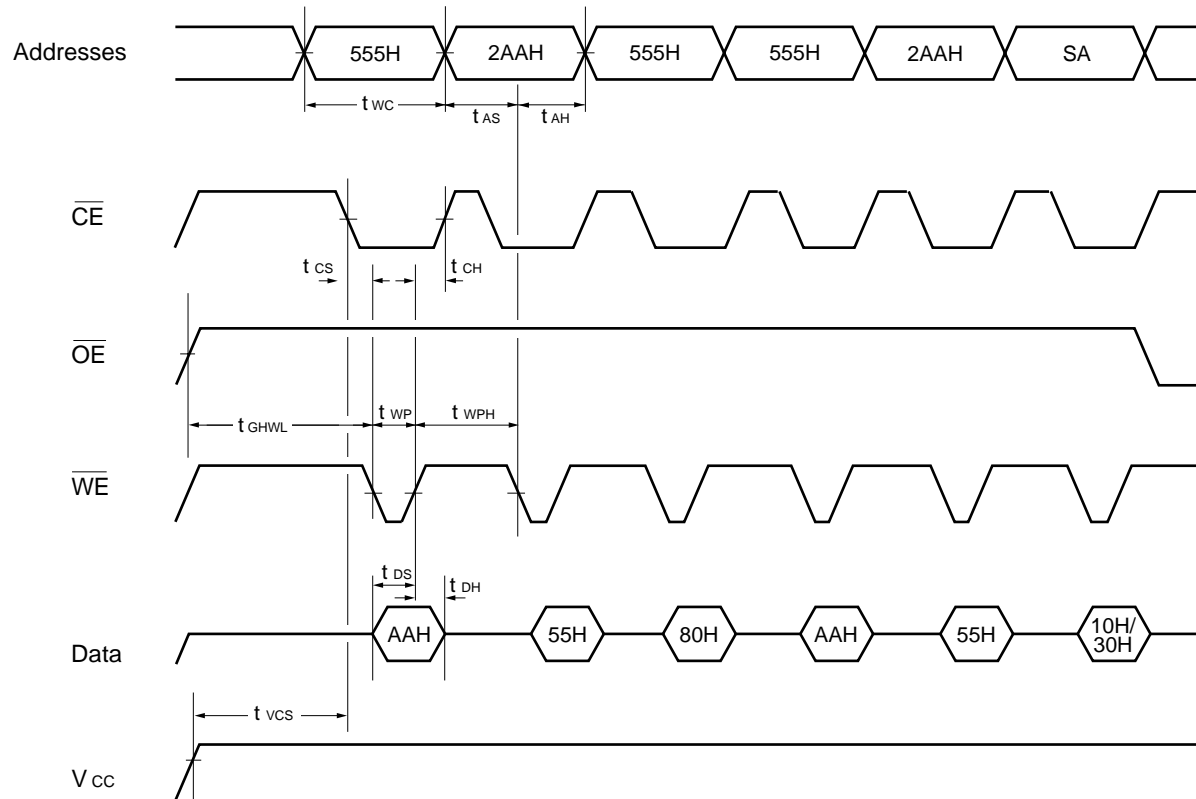 Addresses 555H 2AAH 555H 555H 2AAH SA
t WC t AS t AH
CE
t CS t CH
OE
t GHWL t WP t WPH
WE
t DS t DH
Data AAH 55H 80H AAH 55H 10H/
30H
t VCS
V CC